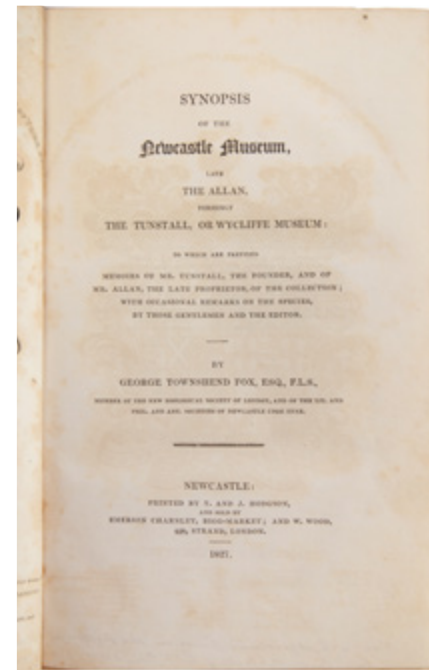 SYNOPSIS
OF THE
Newcastle Museum,
LATE
THE ALLAN,
FORMERLY
THE TUNSTALL, OR WYCLIFFE MUSEUM:
TO WHICH ARE PREFIXED
MEMOIRS OF MR. TUNSTALL, THE FOUNDER, AND OF
MR. ALLAN, THE LATE PROPRIETOR, OF THE COLLECTION;
WITH OCCASIONAL REMARKS ON THE SPECIES,
BY THOSE GENTLEMEN AND THE EDITOR.
BY
GEORGE TOWNSHEND FOX, ESQ., F.L.S.,
MEMBER OF THE NEW ZOOLOGICAL SOCIETY OF LONDON, AND OF THE LIT. AND
PHIL. AND ANT. SOCIETIES OF NEWCASTLE UPON TYNE.
NEWCASTLE:
PRINTED BY T. AND J. HODGSON,
AND SOLD BY
EMERSON CHARNLEY, BIGG-MARKET; AND W. WOOD,
STRAND, LONDON.
1827.